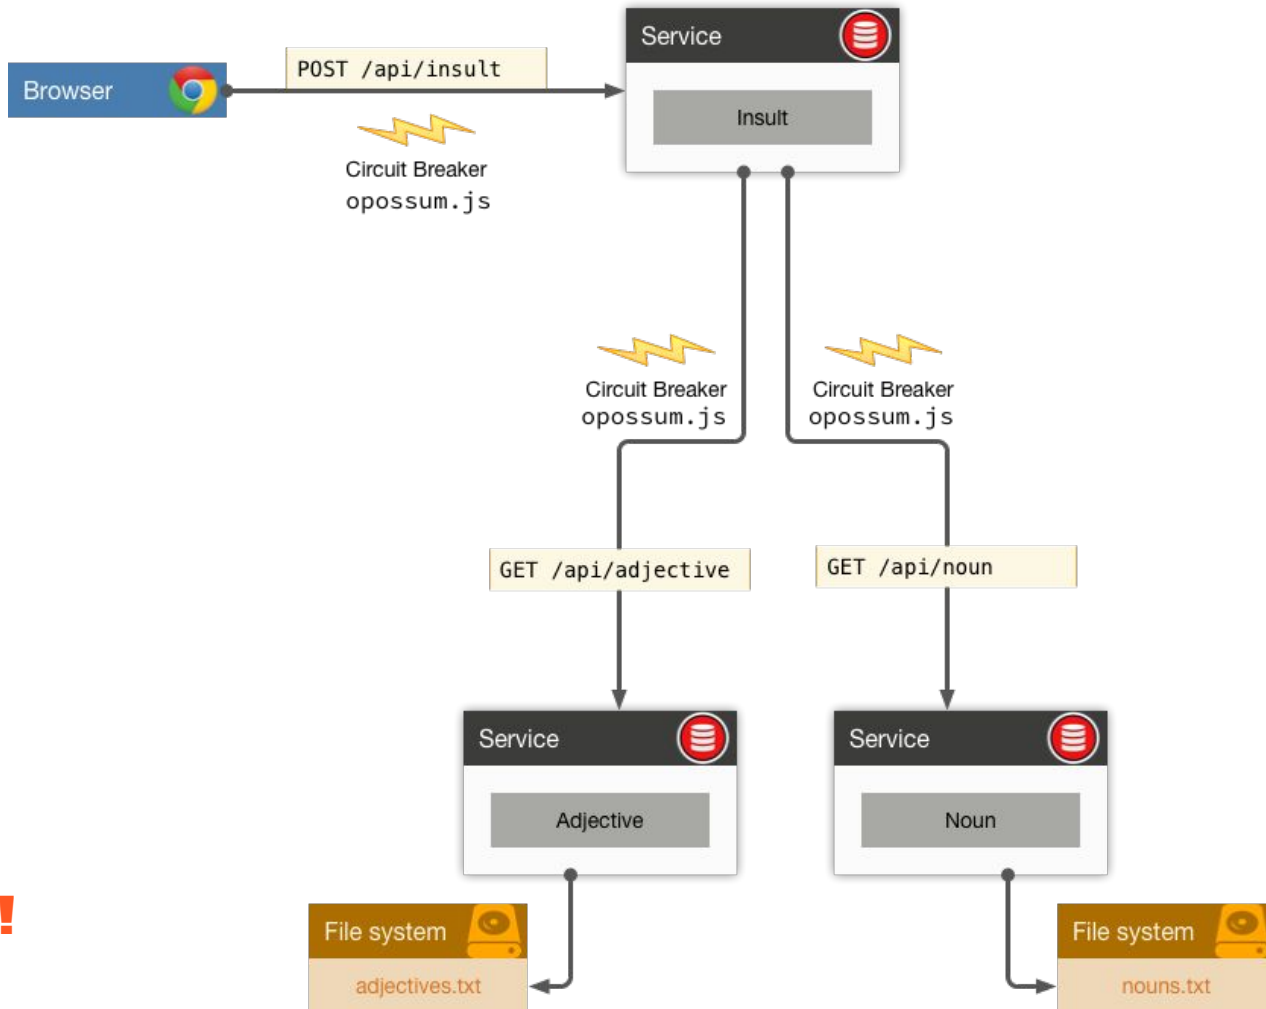 Service
POST /api/insult
Browser
Insult
Circuit Breaker
opossum.js
Circuit Breaker
opossum.js
Circuit Breaker
opossum.js
GET /api/adjective
GET /api/noun
Service
Service
Adjective
Noun
!
File system
File system
adjectives.txt
nouns.txt